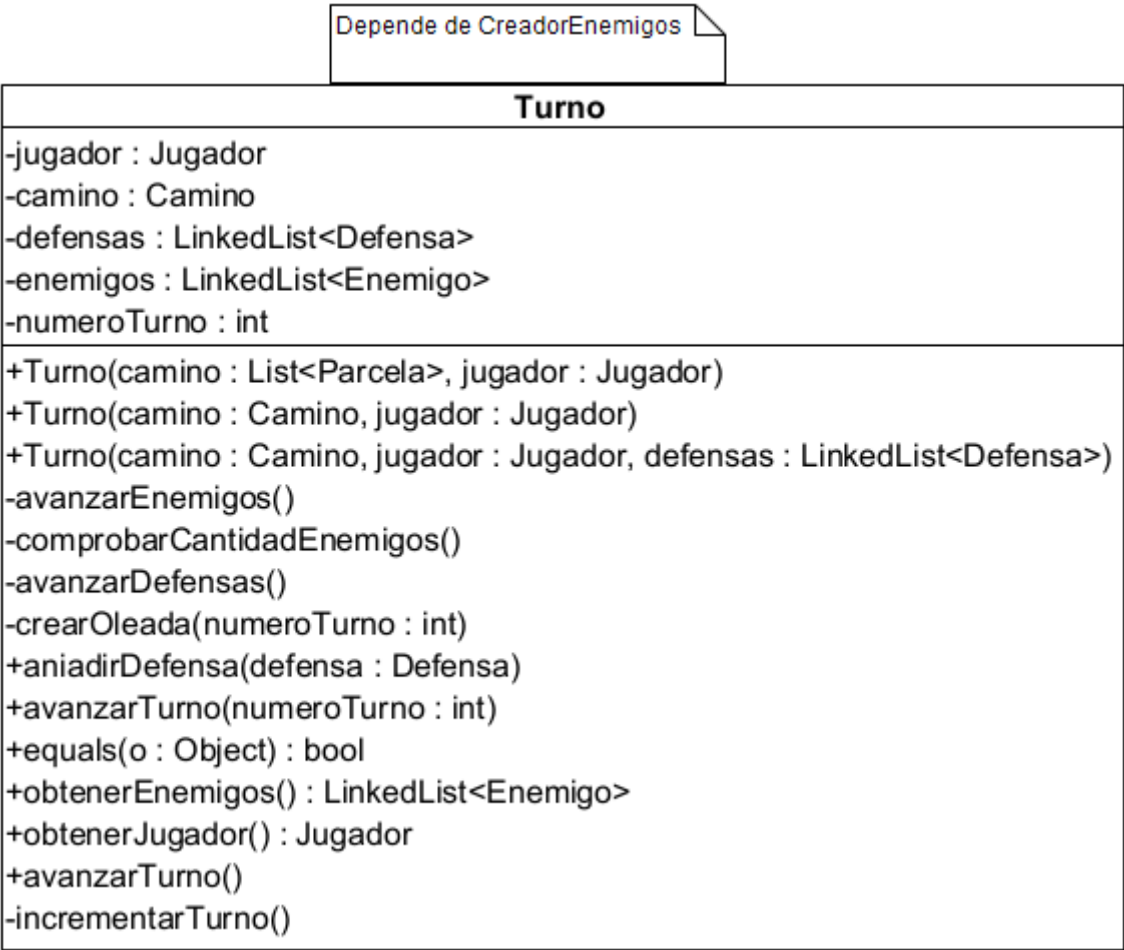 Depende de CreadorEnemigos
Turno
-jugador : Jugador
-camino : Camino
-defensas : LinkedList<Defensa>
-enemigos : LinkedList<Enemigo>
-numeroTurno : int
+Turno(camino : List<Parcela>, jugador : Jugador)
+Turno(camino : Camino, jugador : Jugador)
+Turno(camino : Camino, jugador : Jugador, defensas : LinkedList<Defensa>)
-avanzarEnemigos()
-comprobarCantidadEnemigos()
-avanzarDefensas()
-crearOleada(numeroTurno : int)
+aniadirDefensa(defensa : Defensa)
+avanzarTurno(numeroTurno : int)
+equals(o : Object) : bool
+obtenerEnemigos() : LinkedList<Enemigo>
+obtenerJugador() : Jugador
+avanzarTurno()
-incrementarTurno()